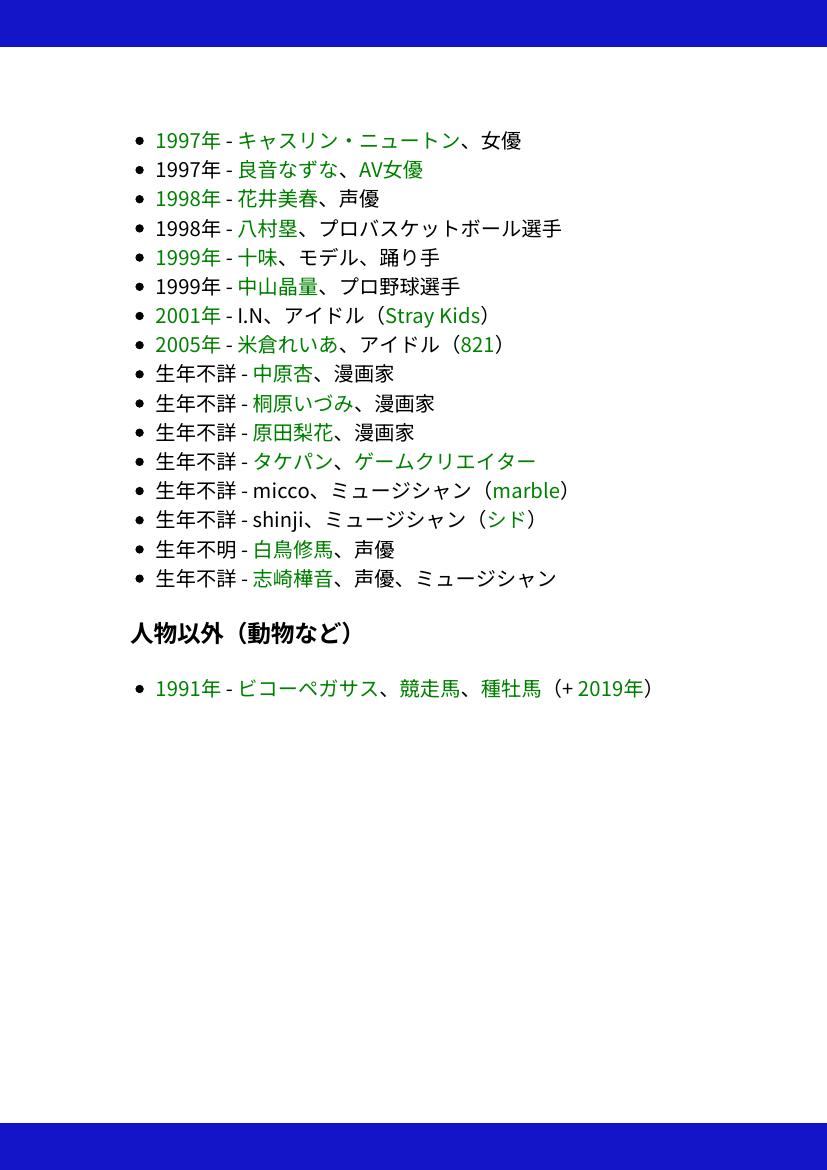 • 1997年 - キャスリン・ニュートン、女優
• 1997年 - 良音なずな、AV女優
• 1998年 - 花井美春、声優
• 1998年 - 八村塁、プロバスケットボール選手
• 1999年 - 十味、モデル、踊り手
• 1999年 - 中山晶量、プロ野球選手
• 2001年 - I.N、アイドル（Stray Kids）
• 2005年 - 米倉れいあ、アイドル（821）
• 生年不詳 - 中原杏、漫画家
• 生年不詳 - 桐原いづみ、漫画家
• 生年不詳 - 原田梨花、漫画家
• 生年不詳 - タケパン、ゲームクリエイター
• 生年不詳 - micco、ミュージシャン（marble）
• 生年不詳 - shinji、ミュージシャン（シド）
• 生年不明 - 白鳥修馬、声優
• 生年不詳 - 志崎樺音、声優、ミュージシャン
人物以外（動物など）
• 1991年 - ビコーペガサス、競走馬、種牡馬（+ 2019年）